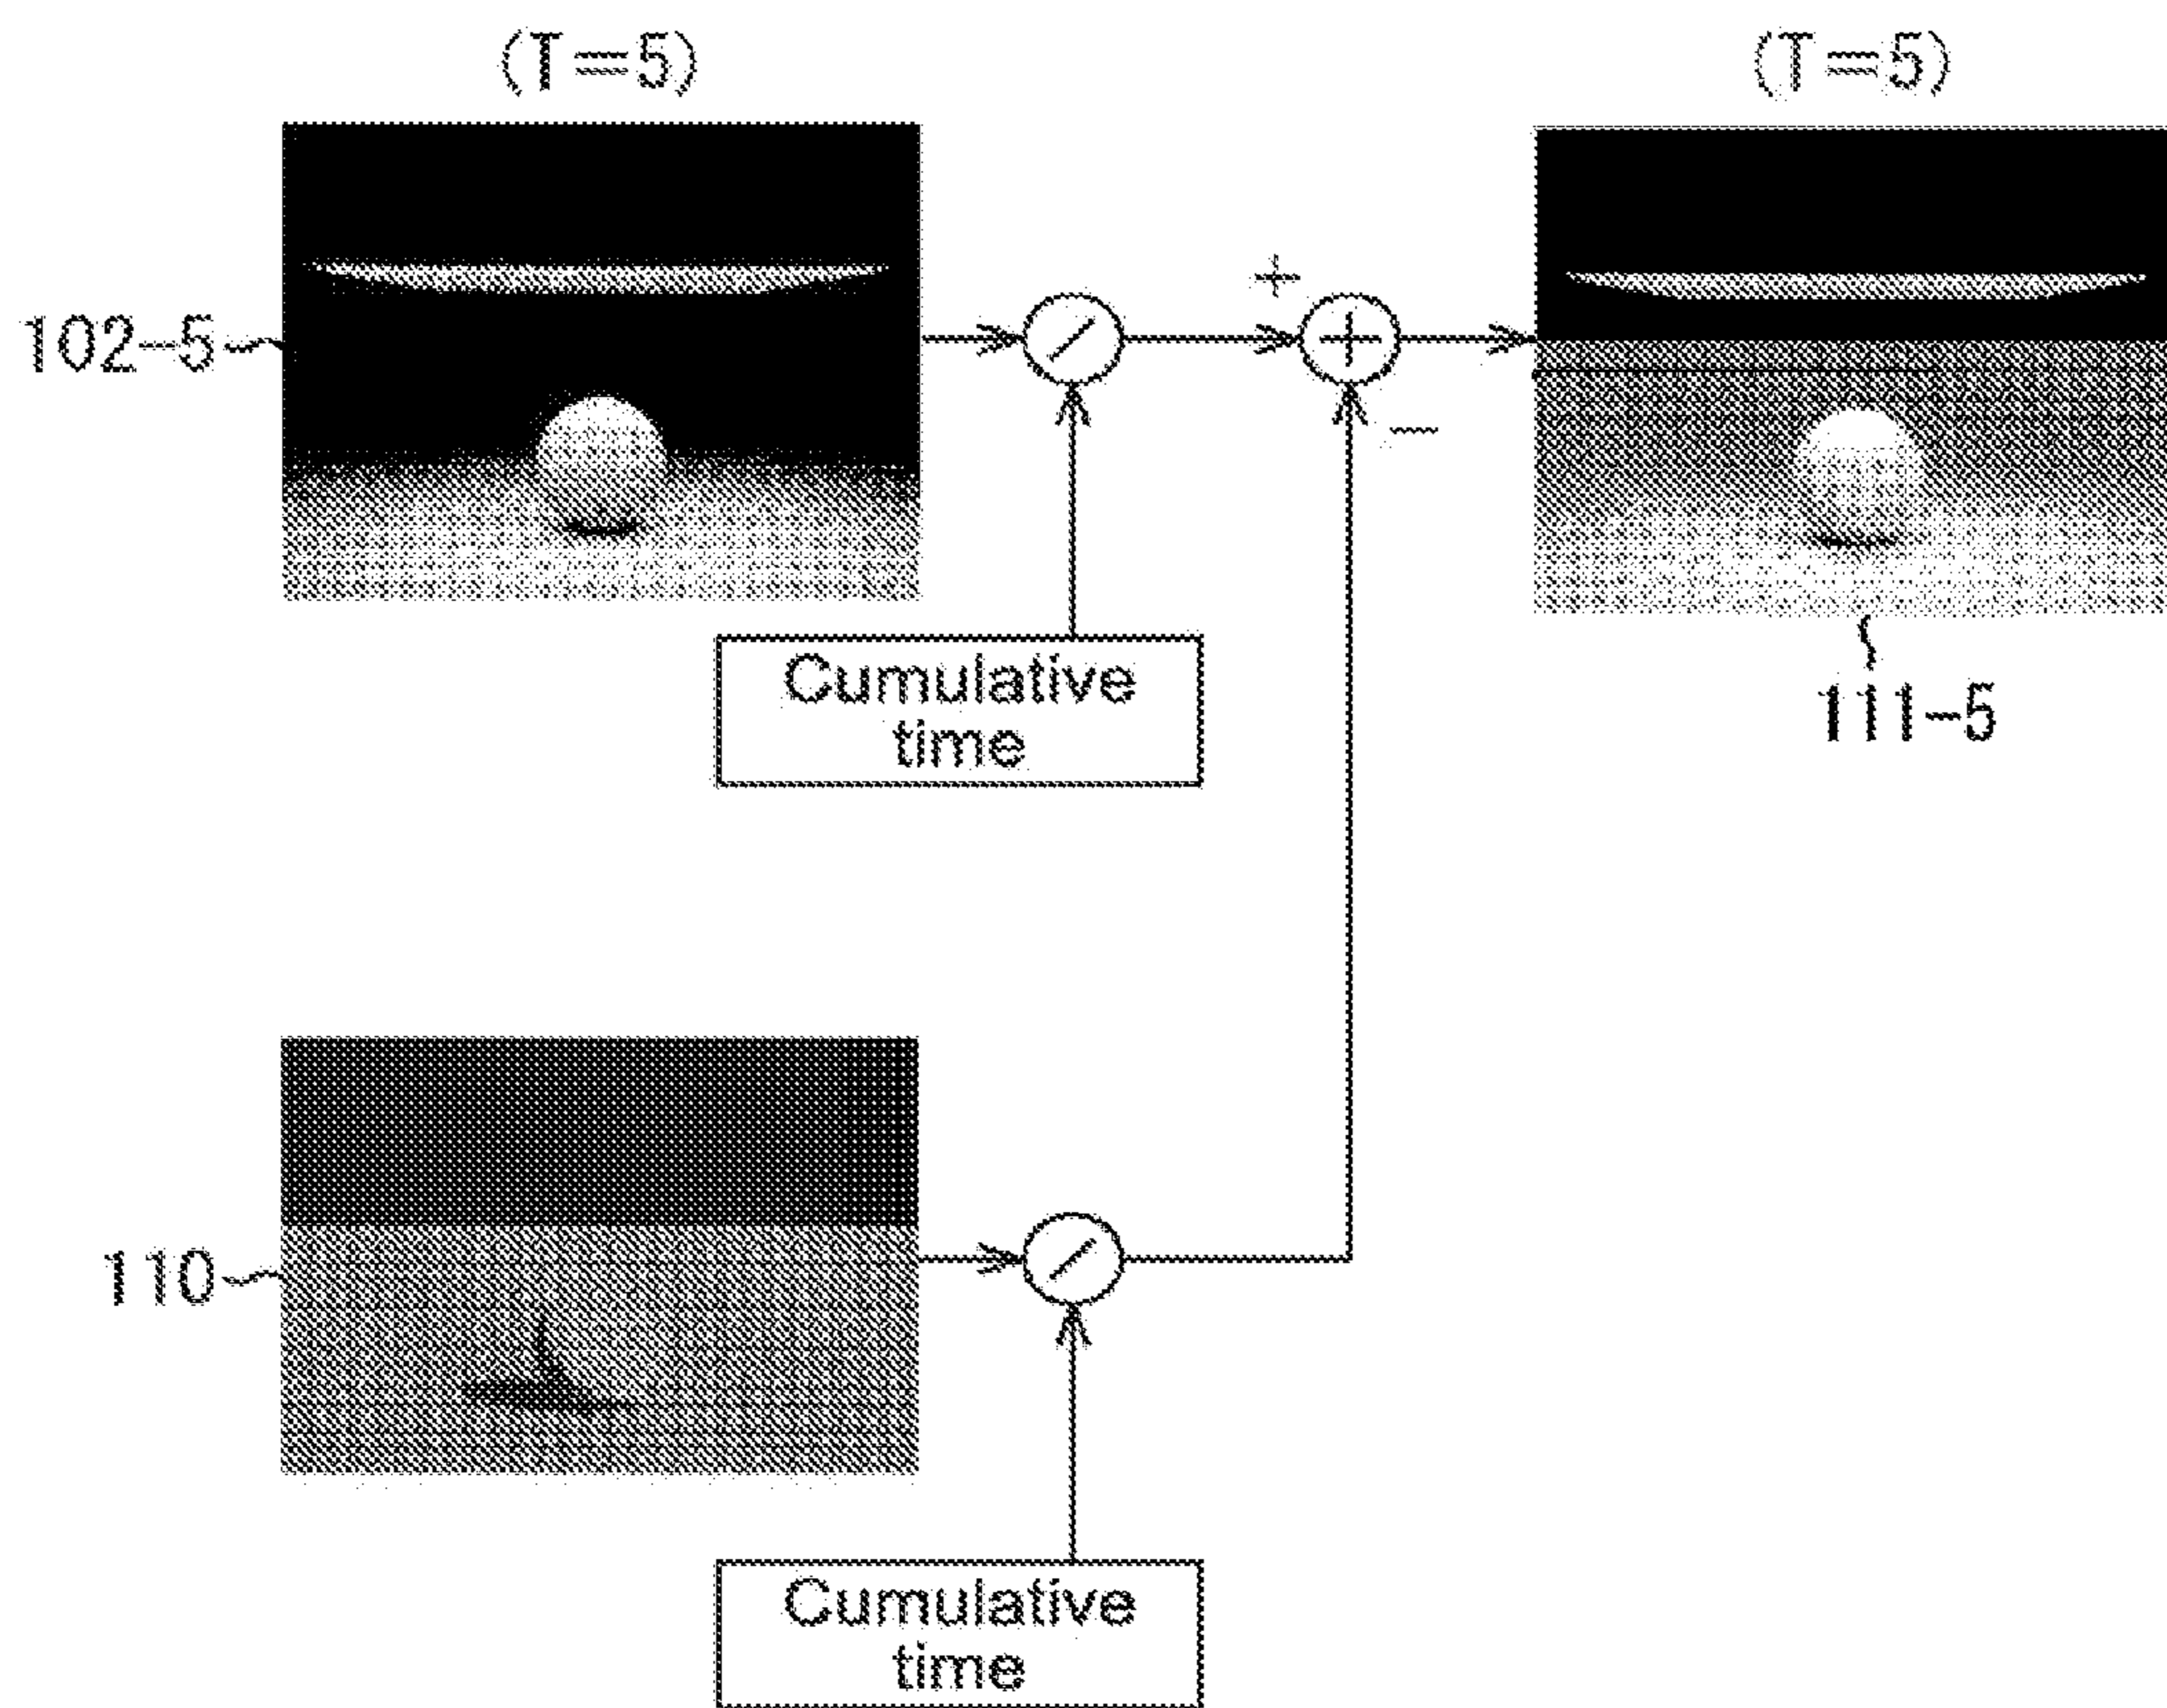 (T=5)
(T=5)
102-5
+
+
−
Cumulative
time
111-5
110
Cumulative
time